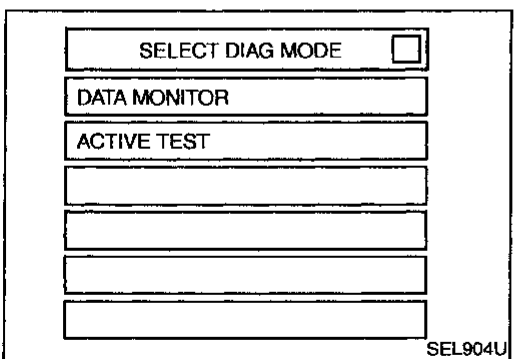 SELECT DIAG MODE
DATA MONITOR
ACTIVE TEST
SEL904U